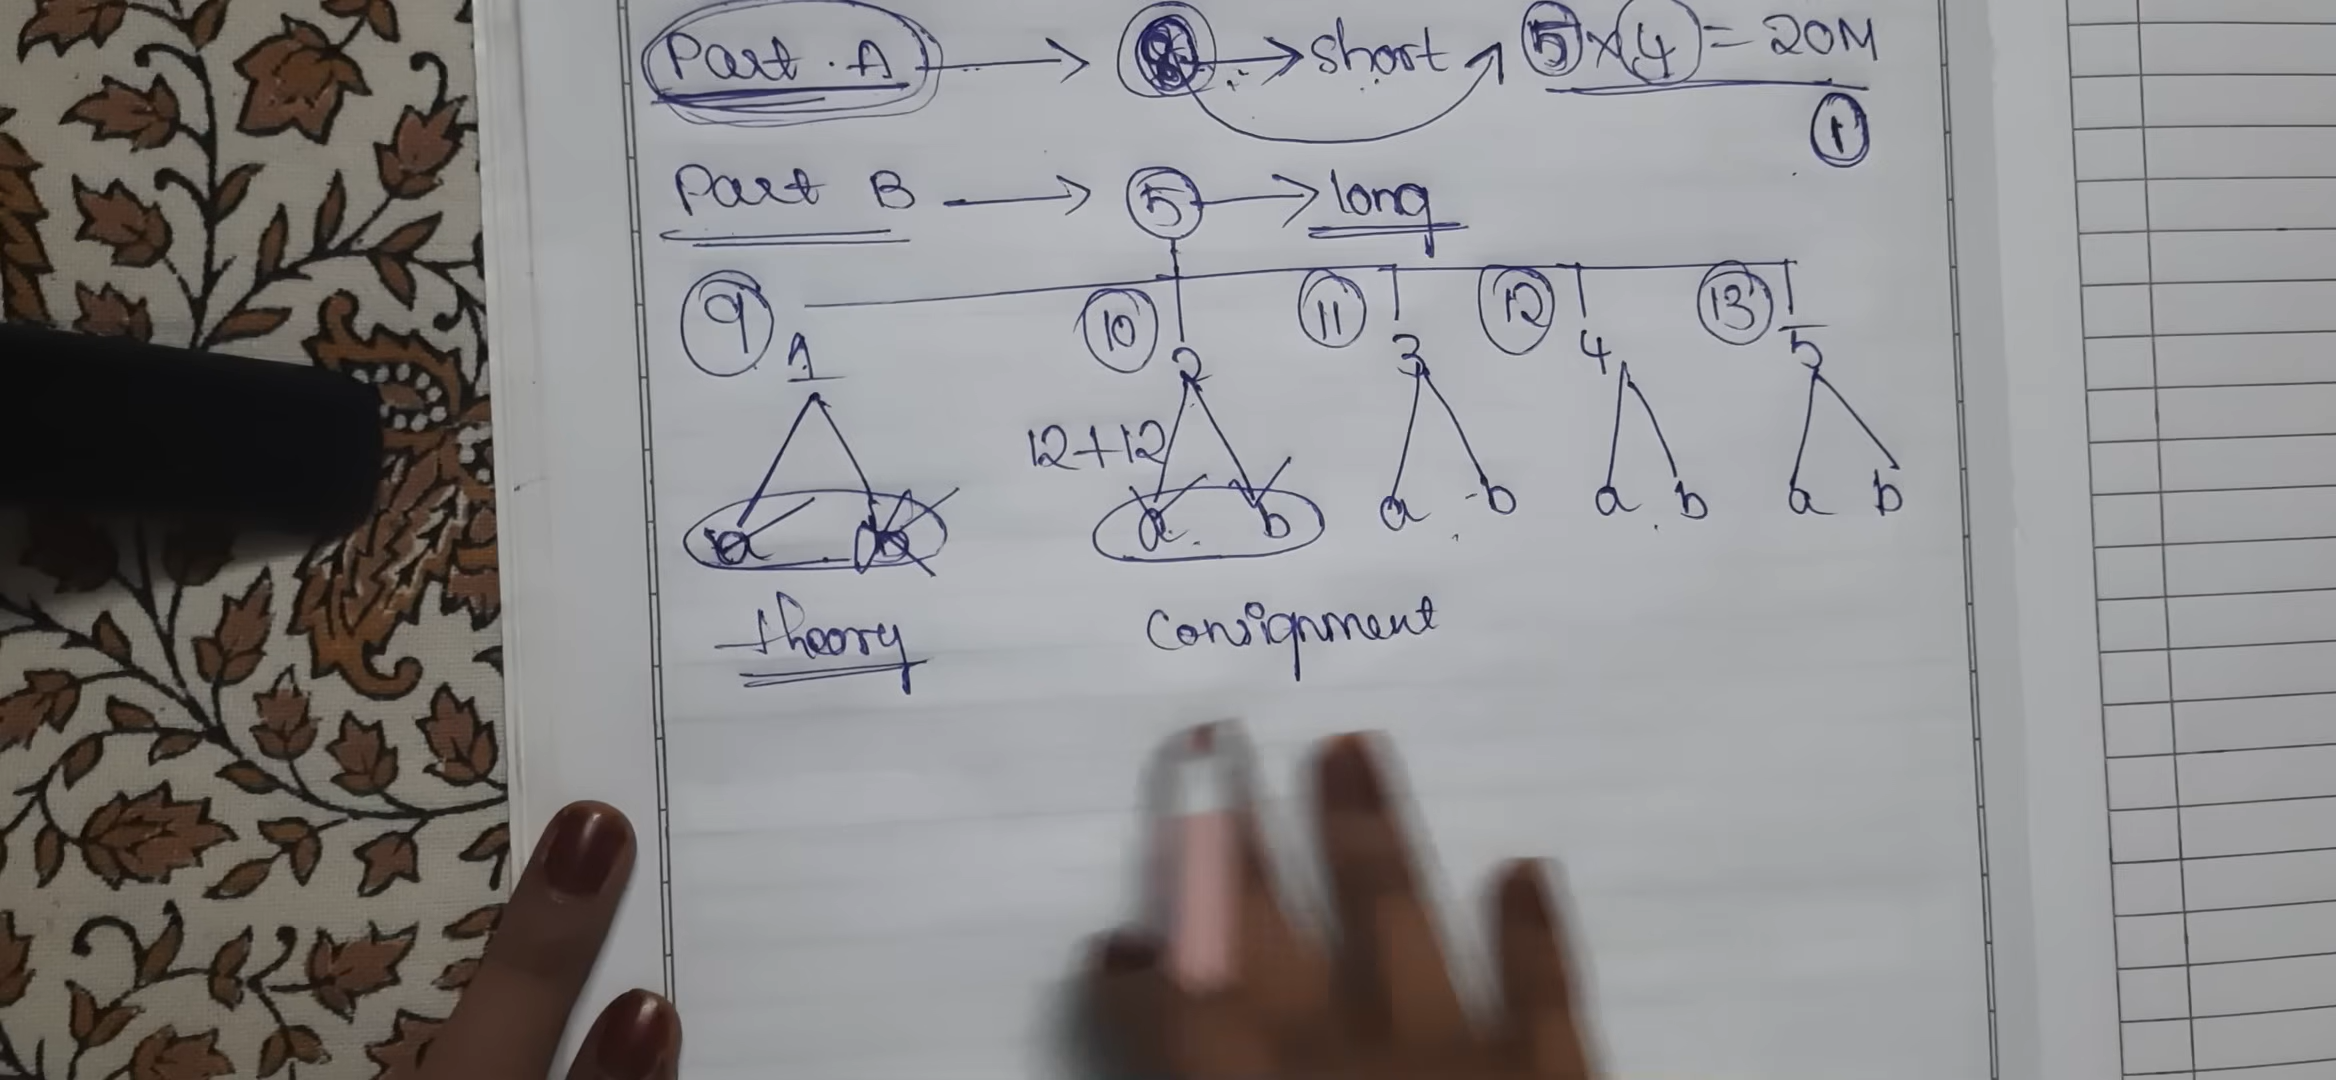 Part . A → 8 → short 5 × 4 = 20M
1
Part B → 5 → long
9 10 11 12 13
1 2 3 4 5
12+12
a b a b a b a b a b
theory consignment